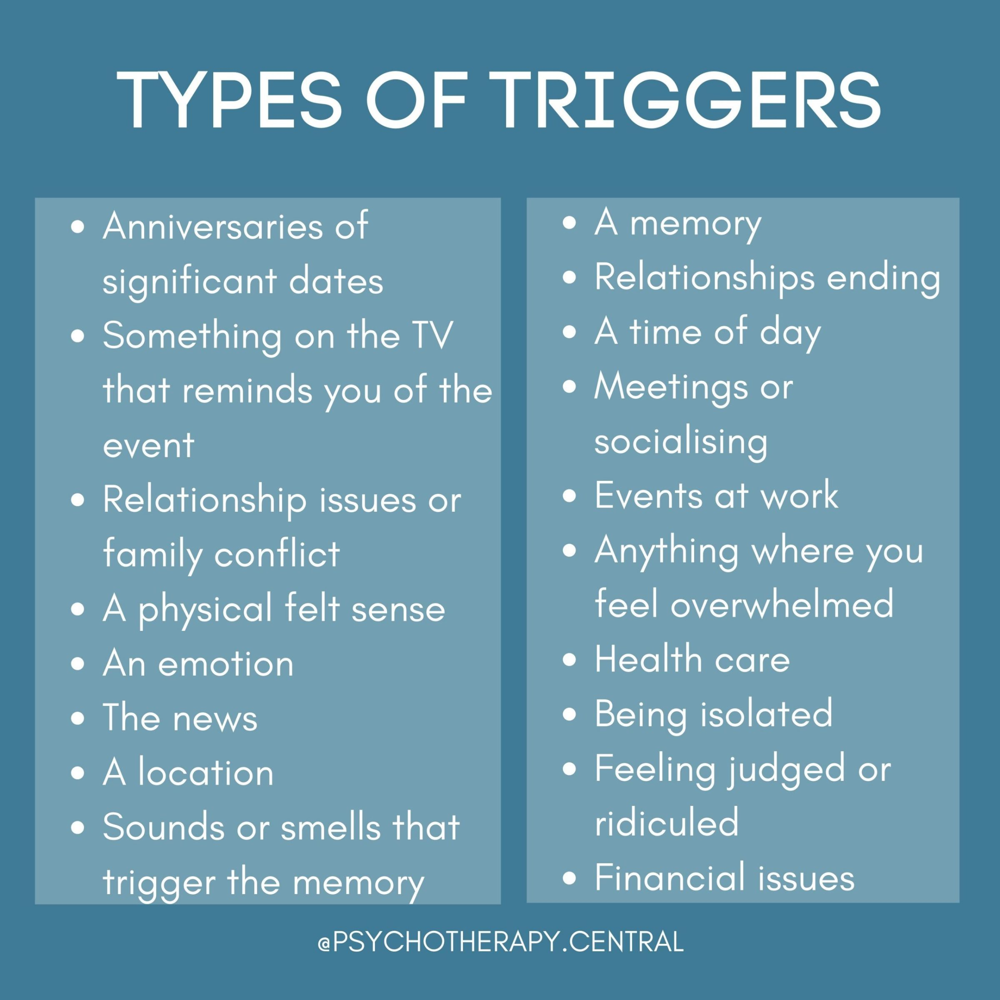 TYPES OF TRIGGERS
• Anniversaries of
significant dates
• Something on the TV
that reminds you of the
event
• Relationship issues or
family conflict
• A physical felt sense
• An emotion
• The news
• A location
• Sounds or smells that
trigger the memory
• A memory
• Relationships ending
• A time of day
• Meetings or
socialising
• Events at work
• Anything where you
feel overwhelmed
• Health care
• Being isolated
• Feeling judged or
ridiculed
• Financial issues
@PSYCHOTHERAPY.CENTRAL